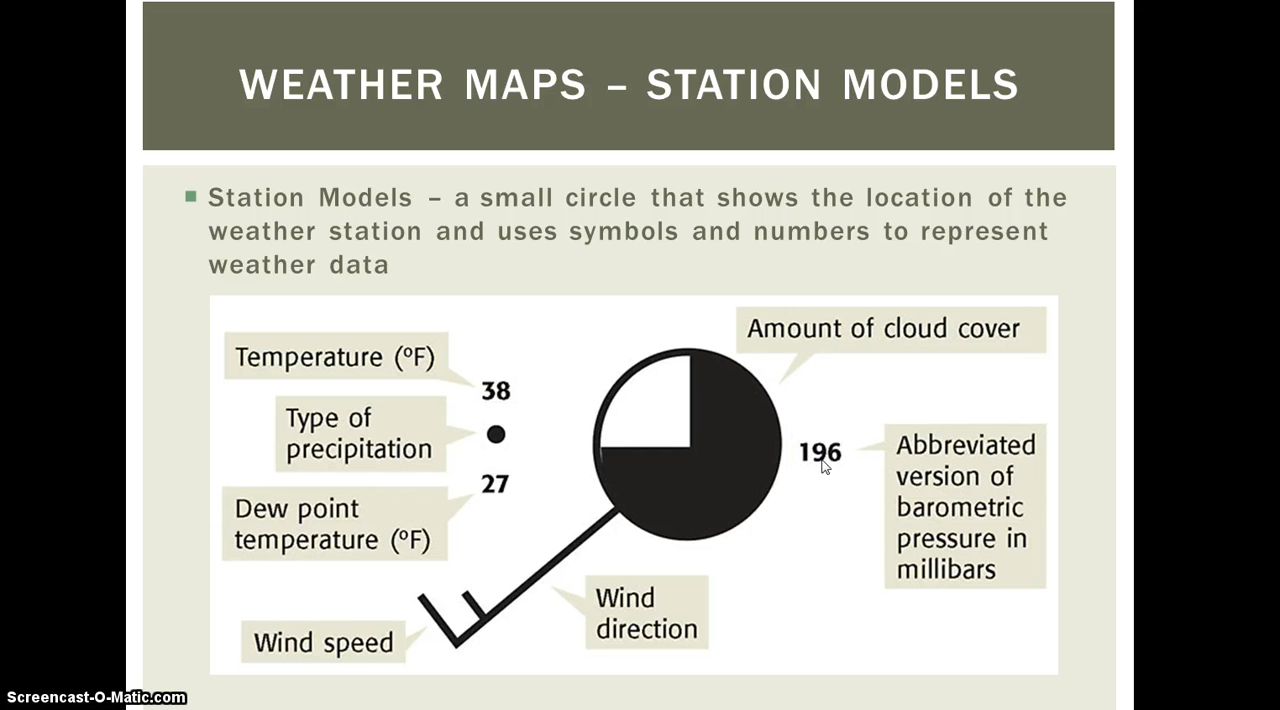 WEATHER MAPS – STATION MODELS
Station Models – a small circle that shows the location of the
weather station and uses symbols and numbers to represent
weather data
Amount of cloud cover
Temperature (ºF)
38
Type of
precipitation
196
Abbreviated
version of
barometric
pressure in
millibars
27
Dew point
temperature (ºF)
Wind
direction
Wind speed
Screencast-O-Matic.com